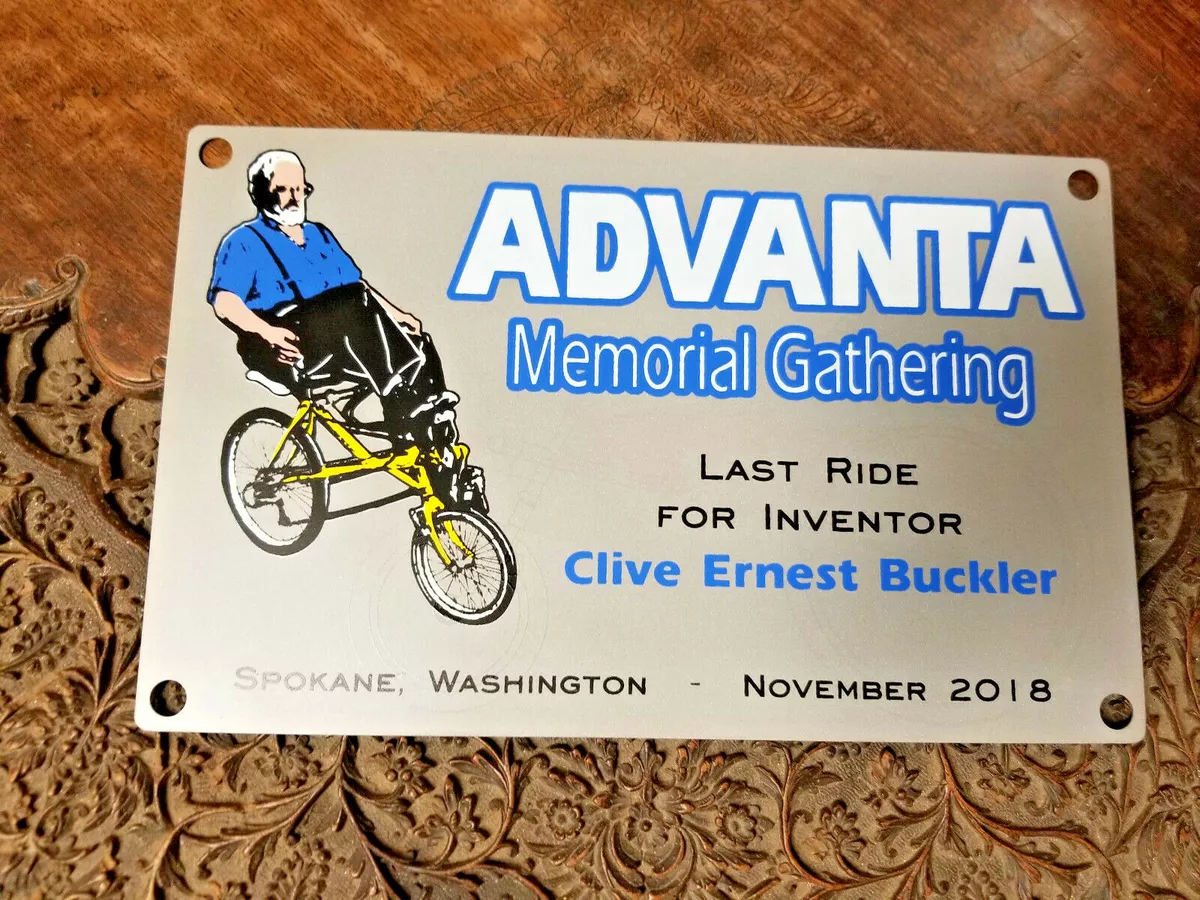 ADVANTA
Memorial Gathering
LAST RIDE
FOR INVENTOR
Clive Ernest Buckler
SPOKANE, WASHINGTON - NOVEMBER 2018